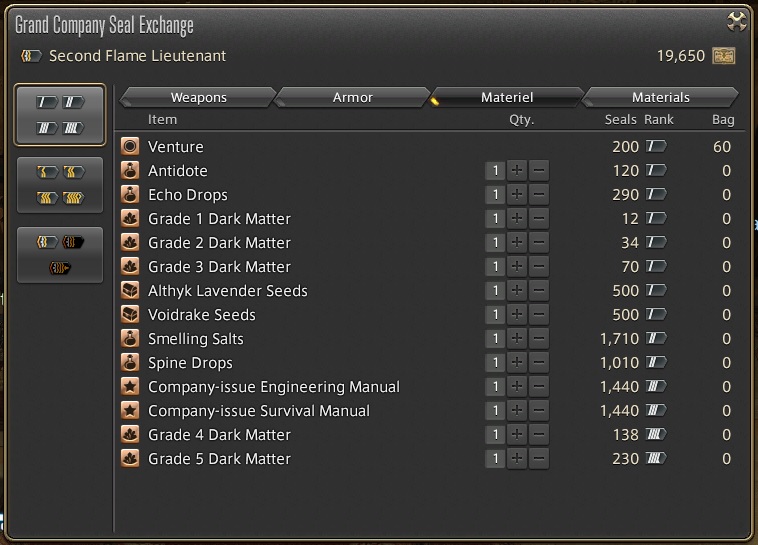 Grand Company Seal Exchange
Second Flame Lieutenant 19,650
Weapons Armor Materiel Materials
Item Qty. Seals Rank Bag
Venture 200 60
Antidote 1 + − 120 0
Echo Drops 1 + − 290 0
Grade 1 Dark Matter 1 + − 12 0
Grade 2 Dark Matter 1 + − 34 0
Grade 3 Dark Matter 1 + − 70 0
Althyk Lavender Seeds 1 + − 500 0
Voidrake Seeds 1 + − 500 0
Smelling Salts 1 + − 1,710 0
Spine Drops 1 + − 1,010 0
Company-issue Engineering Manual 1 + − 1,440 0
Company-issue Survival Manual 1 + − 1,440 0
Grade 4 Dark Matter 1 + − 138 0
Grade 5 Dark Matter 1 + − 230 0